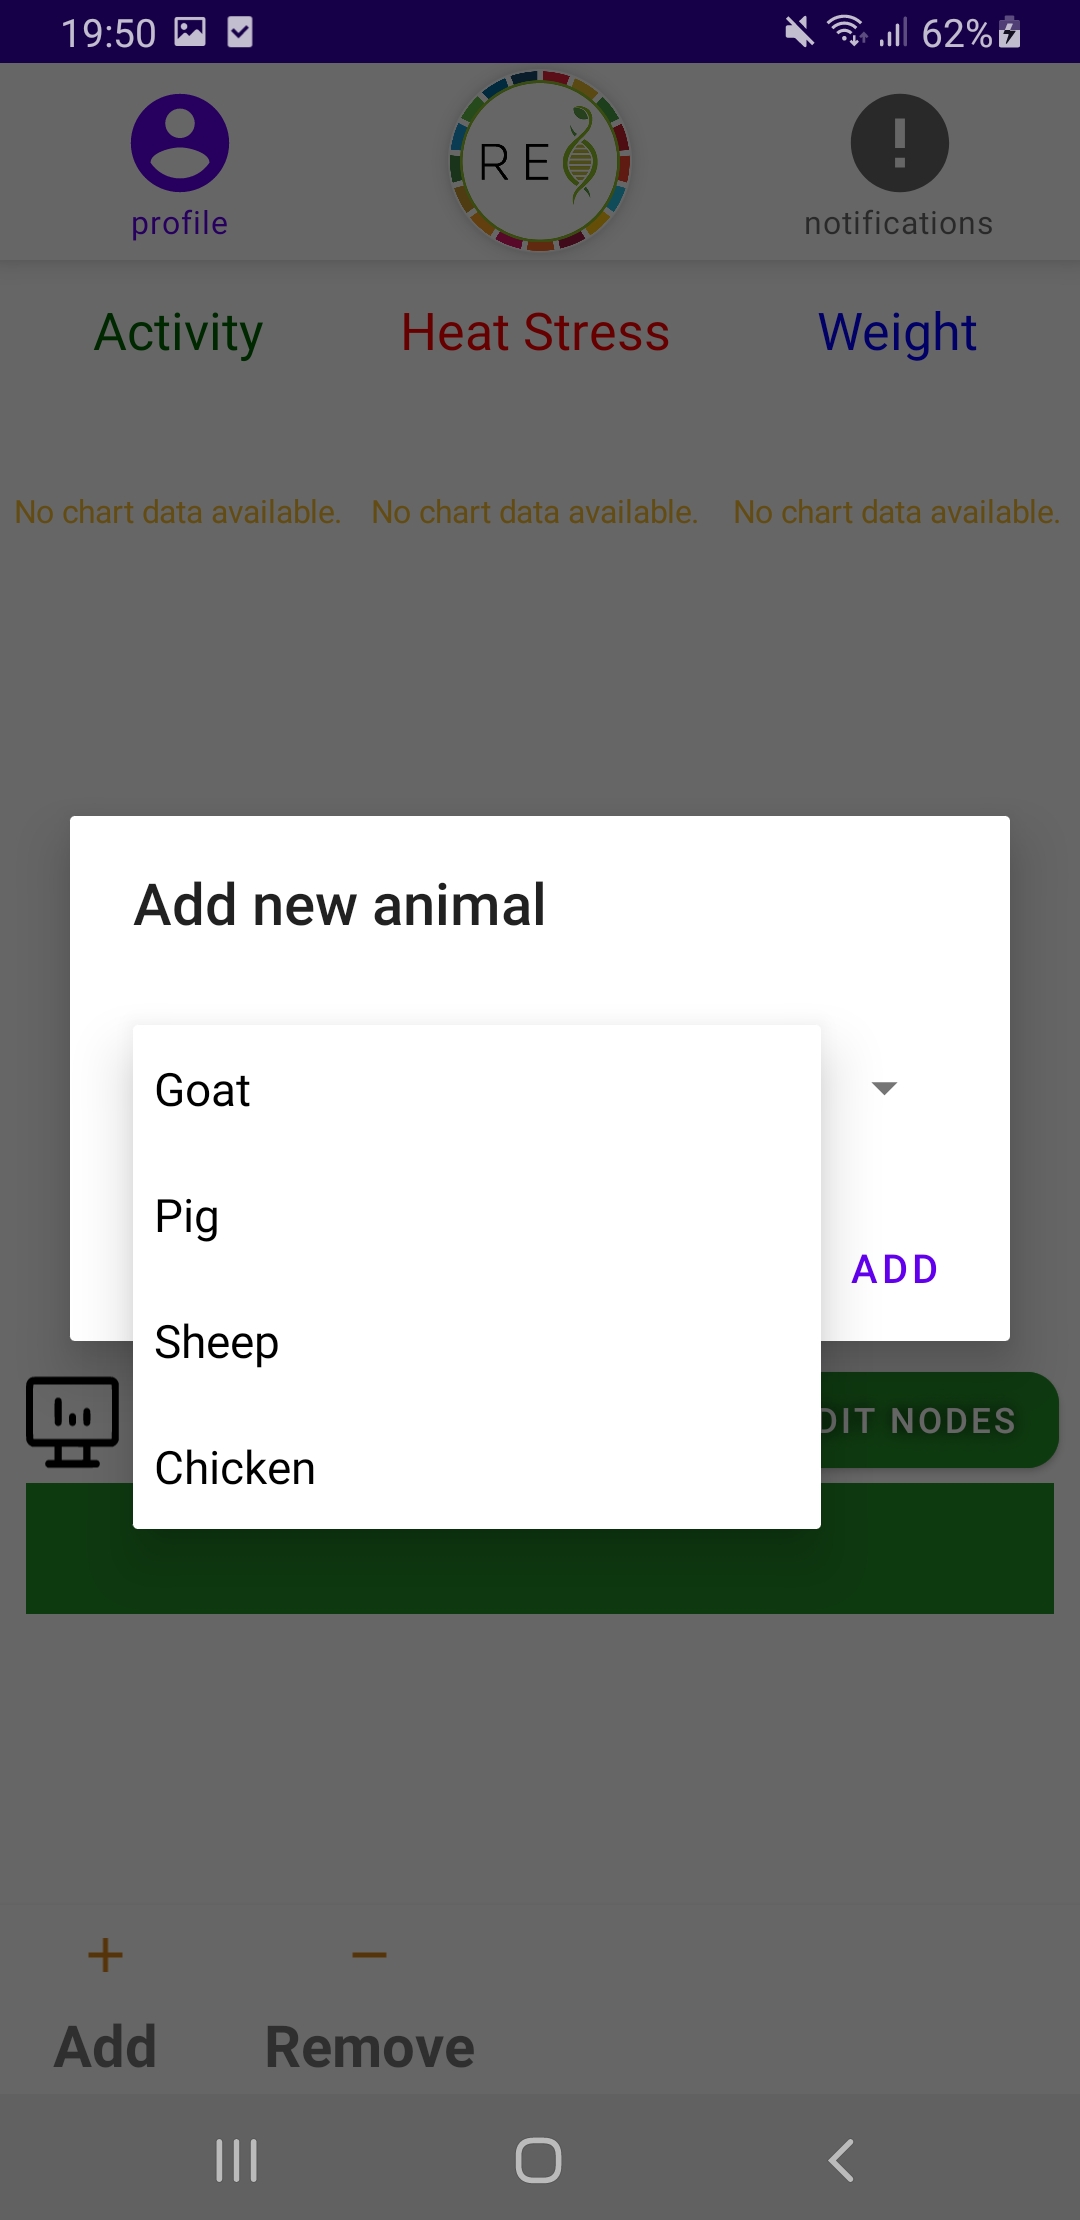 19:50 62%
RE
profile notifications
Activity Heat Stress Weight
No chart data available. No chart data available. No chart data available.
Add new animal
Goat
Pig
ADD
Sheep
DIT NODES
Chicken
+ −
Add Remove